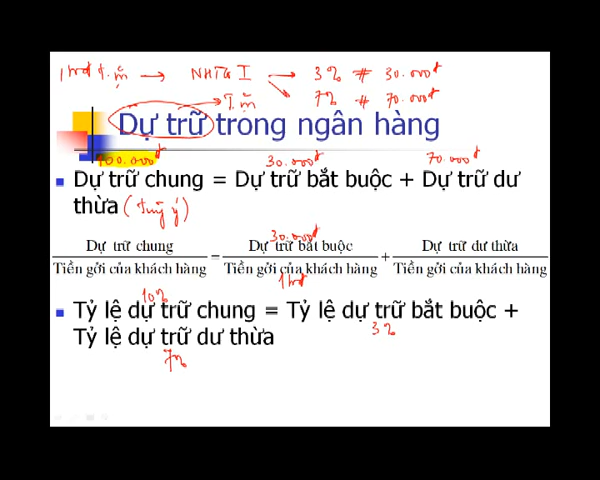 1 trđ t.m → NHTG I → 3% # 30.000đ
T.m 7% # 70.000đ
Dự trữ trong ngân hàng
100.000đ 30.000đ 70.000đ
Dự trữ chung = Dự trữ bắt buộc + Dự trữ dư
thừa (tùy ý)
30.000đ
Dự trữ chung = Dự trữ bắt buộc + Dự trữ dư thừa
Tiền gởi của khách hàng Tiền gởi của khách hàng Tiền gởi của khách hàng
1 trđ
10%
Tỷ lệ dự trữ chung = Tỷ lệ dự trữ bắt buộc +
3%
Tỷ lệ dự trữ dư thừa
7%